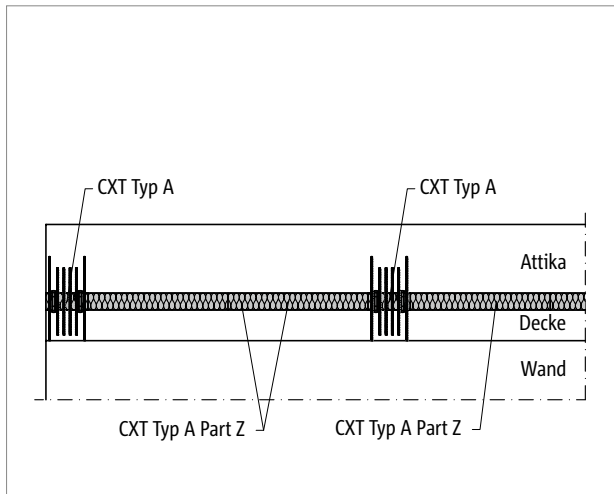 CXT Typ A
CXT Typ A
Attika
Decke
Wand
CXT Typ A Part Z
CXT Typ A Part Z